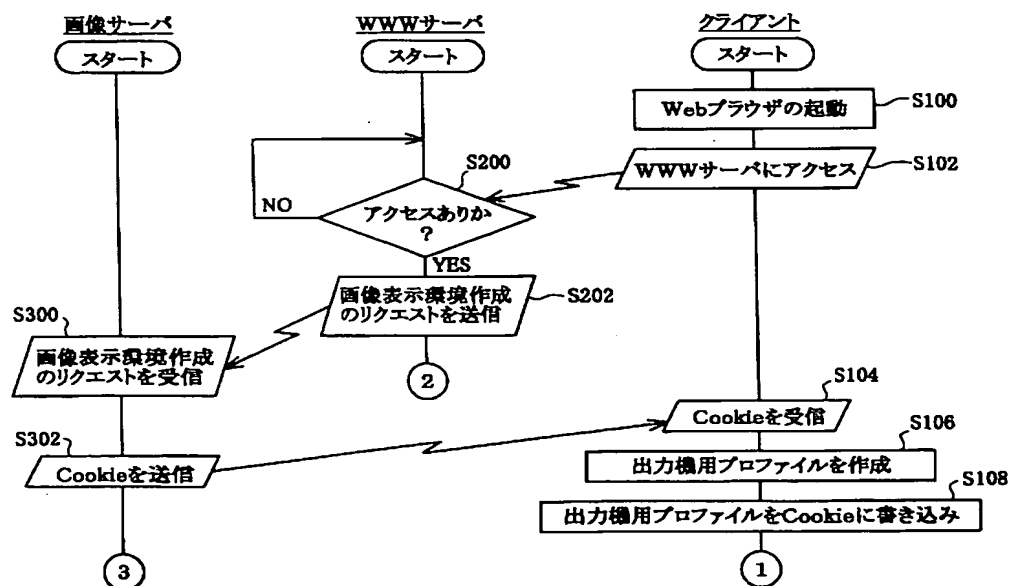 画像サーバ
WWWサーバ
クライアント
スタート
スタート
スタート
Webブラウザの起動
S100
WWWサーバにアクセス
S102
S200
アクセスありか
?
NO
YES
画像表示環境作成
のリクエストを送信
S202
S300
画像表示環境作成
のリクエストを受信
2
S104
Cookieを受信
S302
Cookieを送信
S106
出力機用プロファイルを作成
S108
出力機用プロファイルをCookieに書き込み
3
1